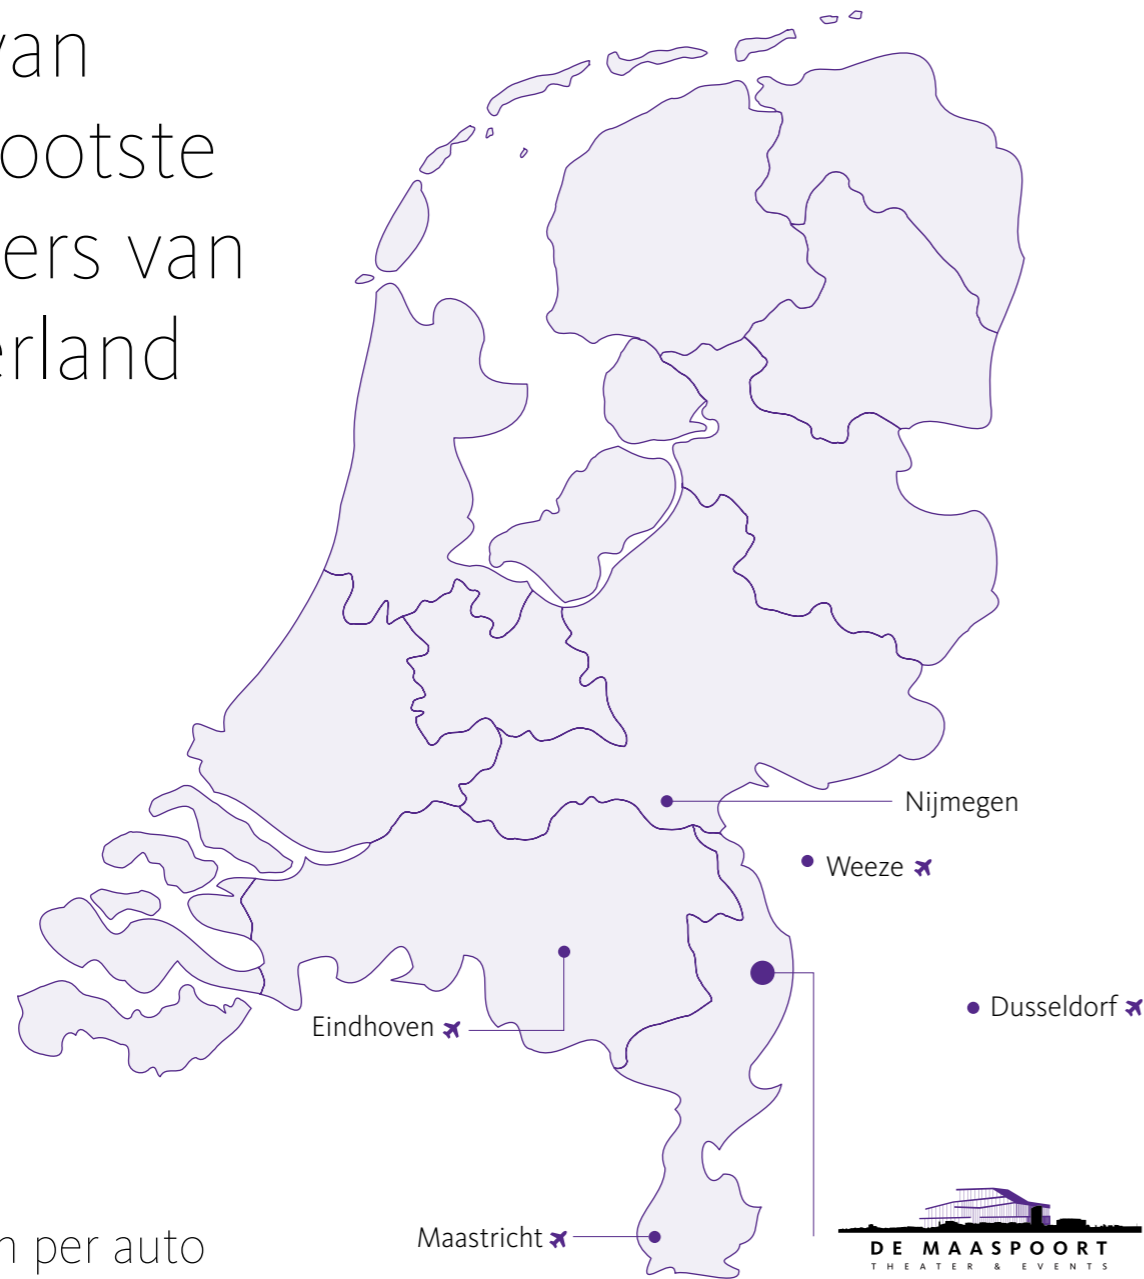 van
ootste
ers van
erland
Nijmegen
Weeze
Dusseldorf
Eindhoven
Maastricht
DE MAASPOORT
THEATER & EVENTS
n per auto